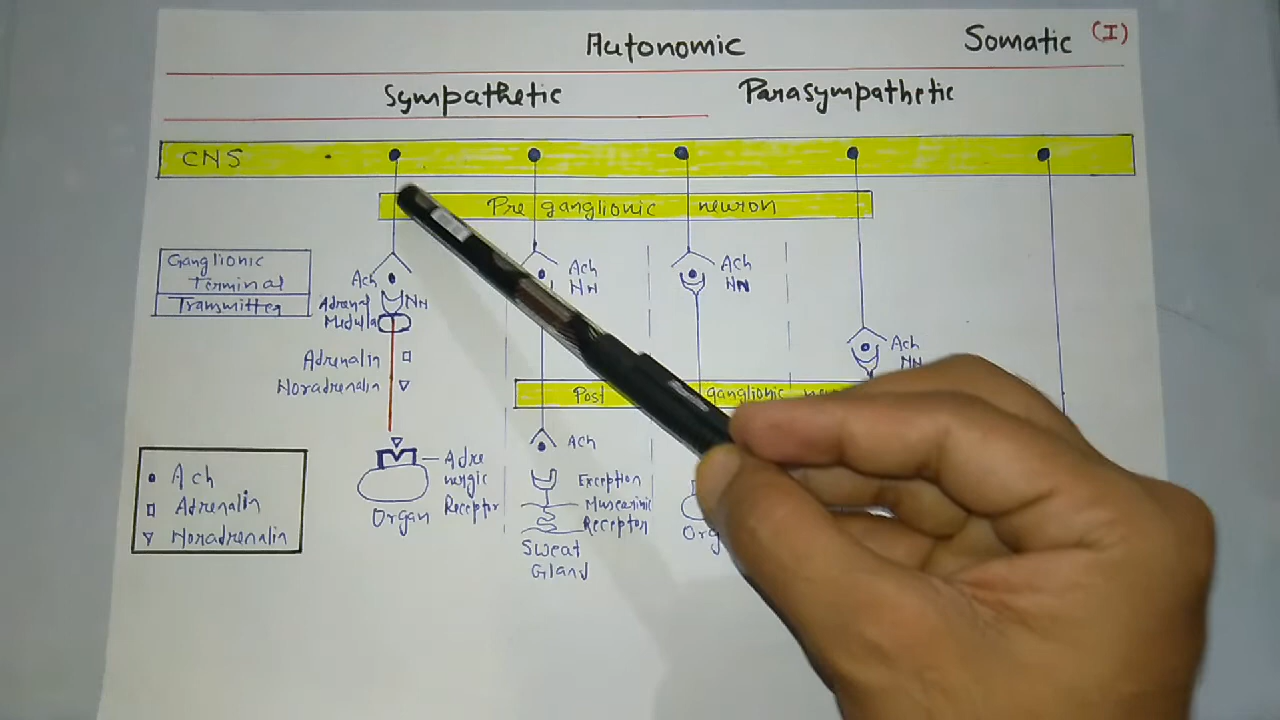 Autonomic
Somatic (I)
Sympathetic
Parasympathetic
CNS
Pre ganglionic neuron
Ganglionic
Terminal
Transmitter
Ach
Adrenal
Medula
NN
Adrenalin
Noradrenalin
Adre
nergic
Receptor
Organ
Ach
NN
Ach
NN
Ach
NN
Post ganglionic
Ach
Exception
Muscarinic
Receptor
Sweat
Gland
Ach
Adrenalin
Noradrenalin